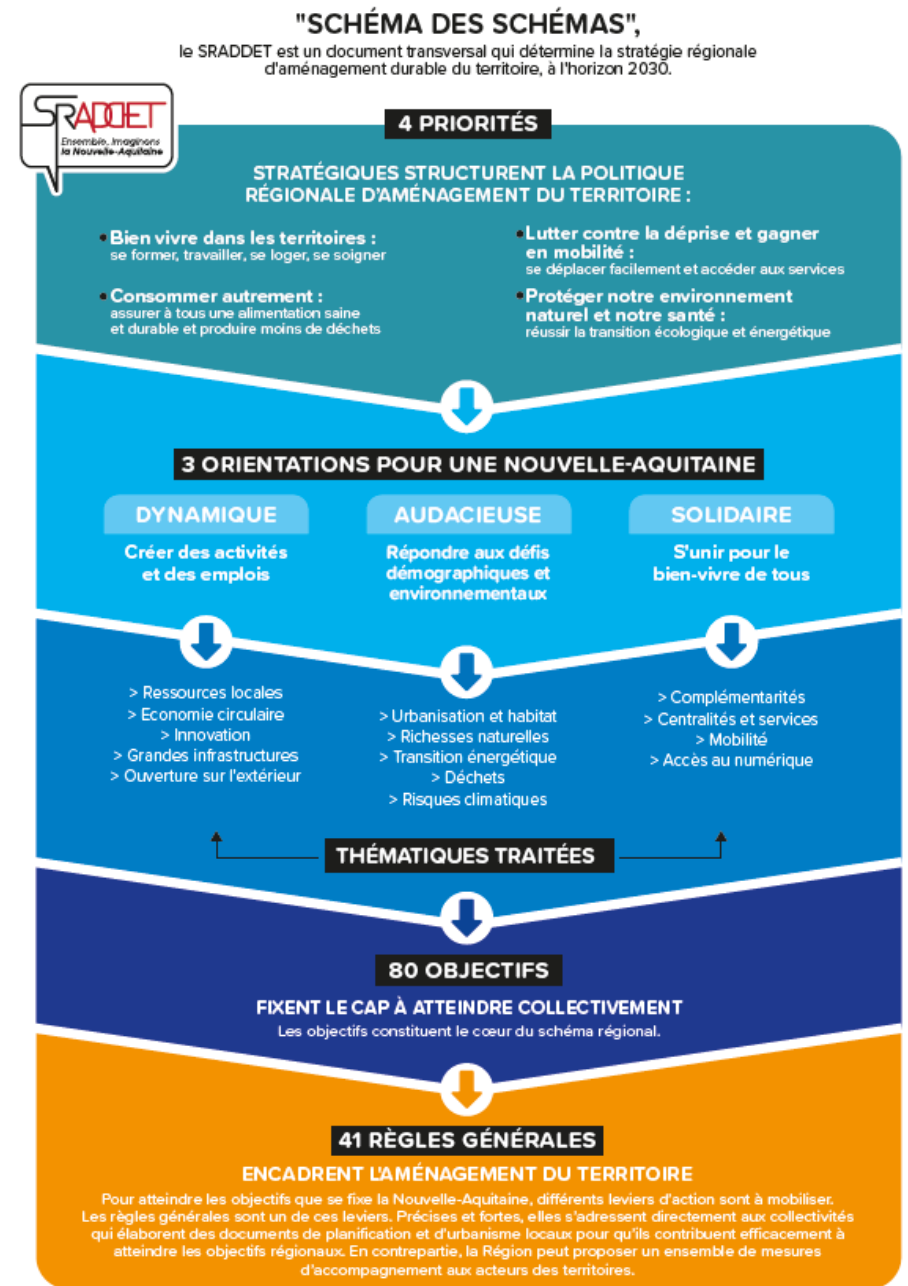 "SCHÉMA DES SCHÉMAS",
le SRADDET est un document transversal qui détermine la stratégie régionale
d'aménagement durable du territoire, à l'horizon 2030.
SRADDET
Ensemble, Imaginons
la Nouvelle-Aquitaine
4 PRIORITÉS
STRATÉGIQUES STRUCTURENT LA POLITIQUE
RÉGIONALE D'AMÉNAGEMENT DU TERRITOIRE :
• Bien vivre dans les territoires :
se former, travailler, se loger, se soigner
• Consommer autrement :
assurer à tous une alimentation saine
et durable et produire moins de déchets
• Lutter contre la déprise et gagner
en mobilité :
se déplacer facilement et accéder aux services
• Protéger notre environnement
naturel et notre santé :
réussir la transition écologique et énergétique
3 ORIENTATIONS POUR UNE NOUVELLE-AQUITAINE
DYNAMIQUE
Créer des activités
et des emplois
AUDACIEUSE
Répondre aux défis
démographiques et
environnementaux
SOLIDAIRE
S'unir pour le
bien-vivre de tous
> Ressources locales
> Economie circulaire
> Innovation
> Grandes infrastructures
> Ouverture sur l'extérieur
> Urbanisation et habitat
> Richesses naturelles
> Transition énergétique
> Déchets
> Risques climatiques
> Complémentarités
> Centralités et services
> Mobilité
> Accès au numérique
THÉMATIQUES TRAITÉES
80 OBJECTIFS
FIXENT LE CAP À ATTEINDRE COLLECTIVEMENT
Les objectifs constituent le cœur du schéma régional.
41 RÈGLES GÉNÉRALES
ENCADRENT L'AMÉNAGEMENT DU TERRITOIRE
Pour atteindre les objectifs que se fixe la Nouvelle-Aquitaine, différents leviers d'action sont à mobiliser.
Les règles générales sont un de ces leviers. Précises et fortes, elles s'adressent directement aux collectivités
qui élaborent des documents de planification et d'urbanisme locaux pour qu'ils contribuent efficacement à
atteindre les objectifs régionaux. En contrepartie, la Région peut proposer un ensemble de mesures
d'accompagnement aux acteurs des territoires.